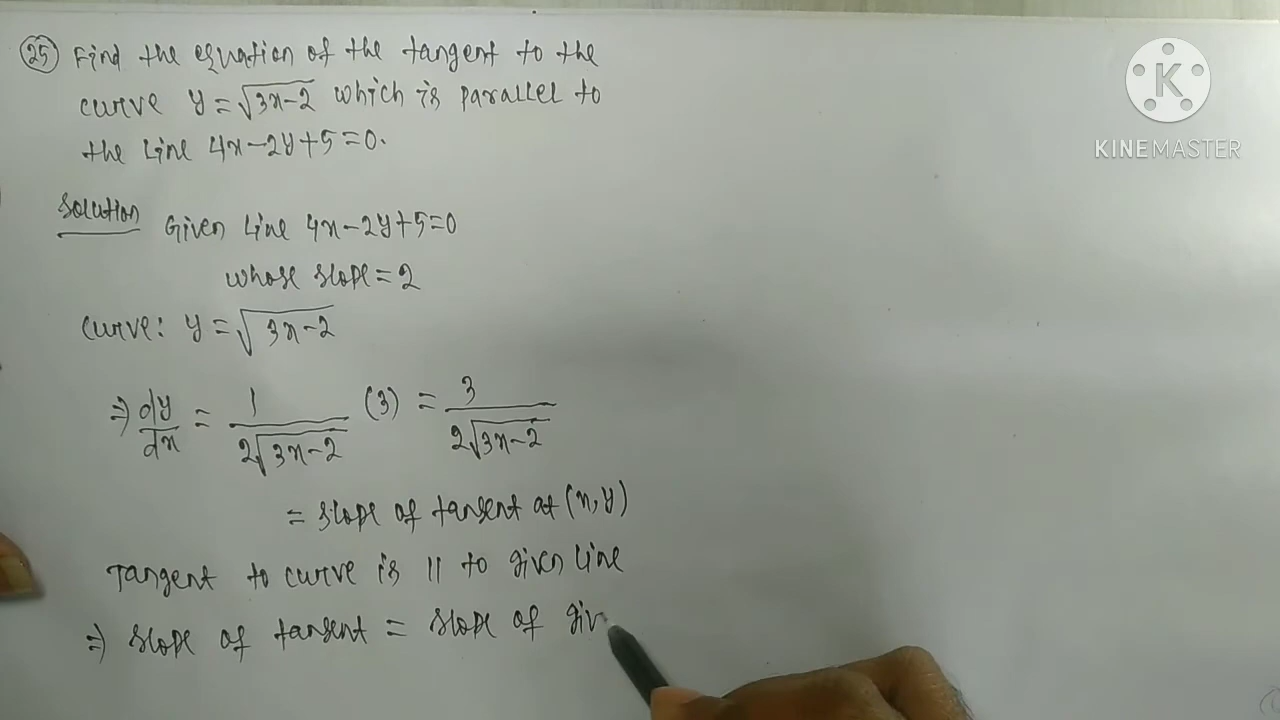 25 Find the equation of the tangent to the
curve y = √3x-2 which is parallel to
the line 4x-2y+5=0.
Solution Given line 4x-2y+5=0
whose slope = 2
curve: y = √3x-2
⇒ dy/dx = 1/2√3x-2 (3) = 3/2√3x-2
= slope of tangent at (x,y)
Tangent to curve is || to given line
⇒ slope of tangent = slope of giv
K
KINEMASTER